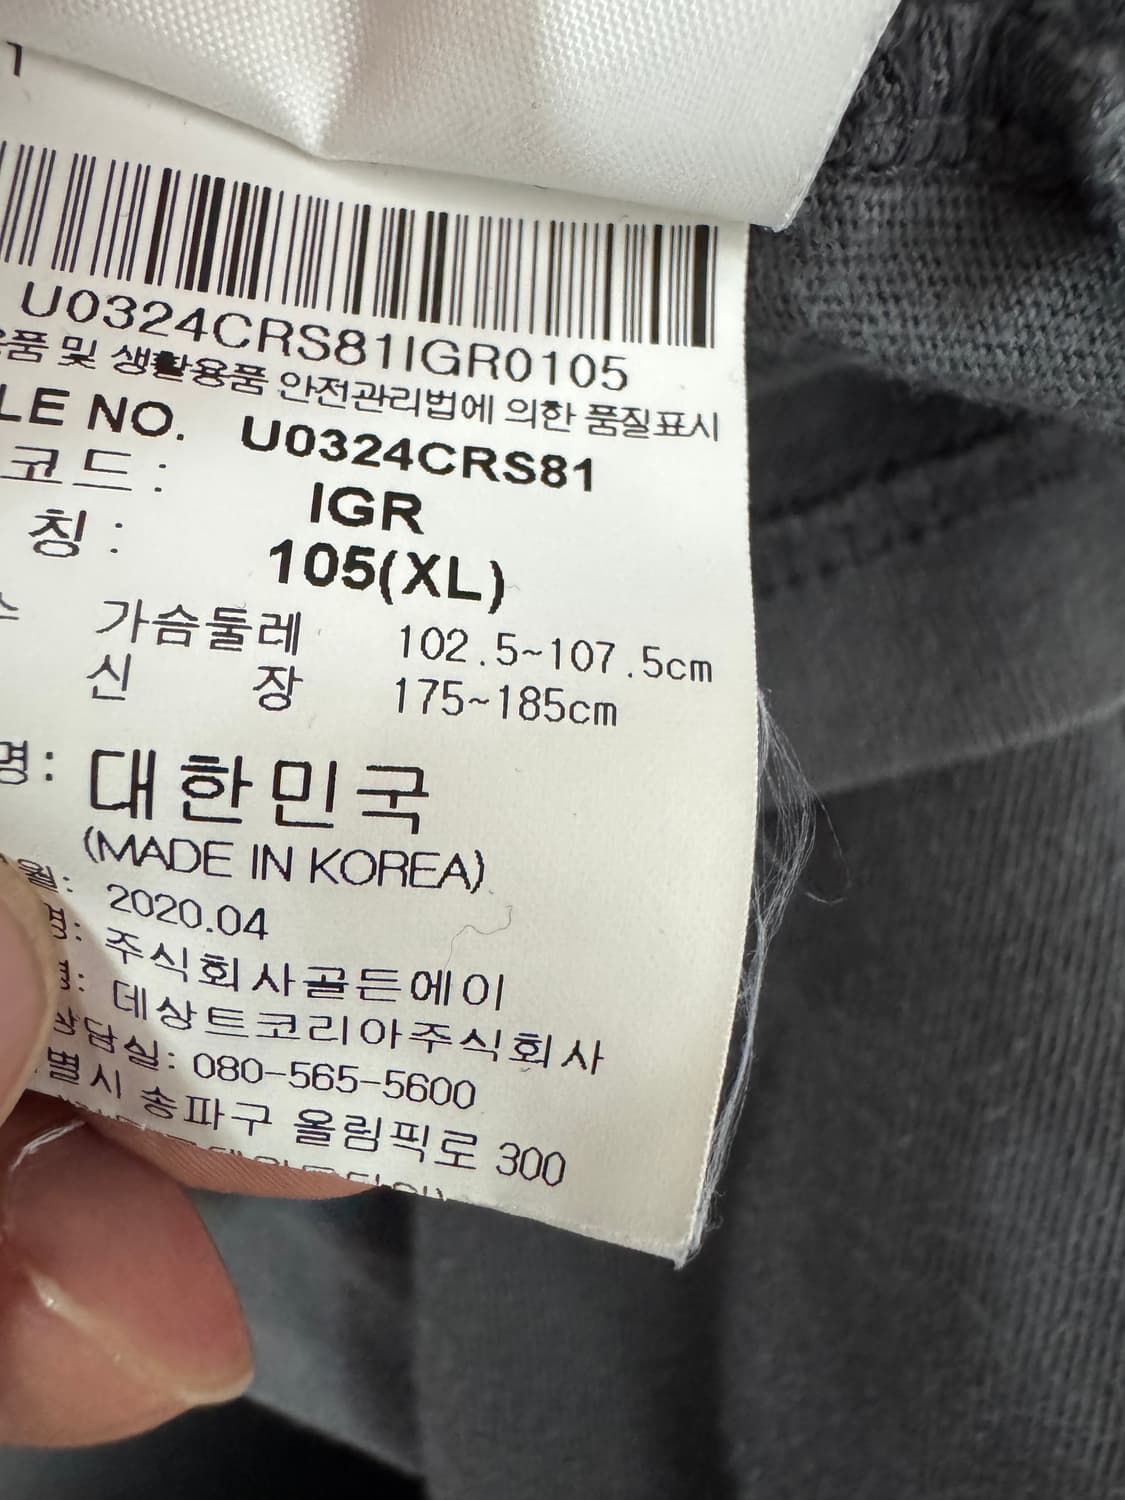 1
U0324CRS81IGR0105
용품 및 생활용품 안전관리법에 의한 품질표시
LE NO. U0324CRS81
코드: IGR
칭: 105(XL)
가슴둘레 102.5~107.5cm
신 장 175~185cm
명: 대한민국
(MADE IN KOREA)
월: 2020.04
주식회사골든에이
데상트코리아주식회사
상담실: 080-565-5600
별시 송파구 올림픽로 300